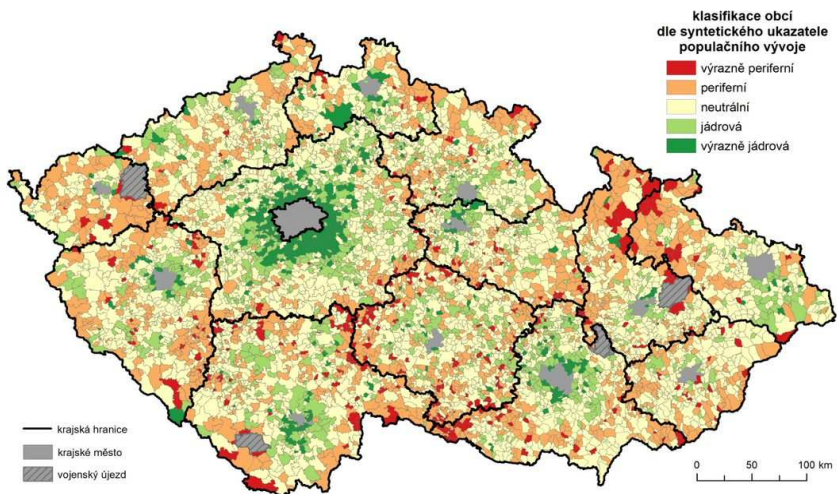 klasifikace obcí
dle syntetického ukazatele
populačního vývoje
výrazně periferní
periferní
neutrální
jádrová
výrazně jádrová
krajská hranice
krajské město
vojenský újezd
0 50 100 km